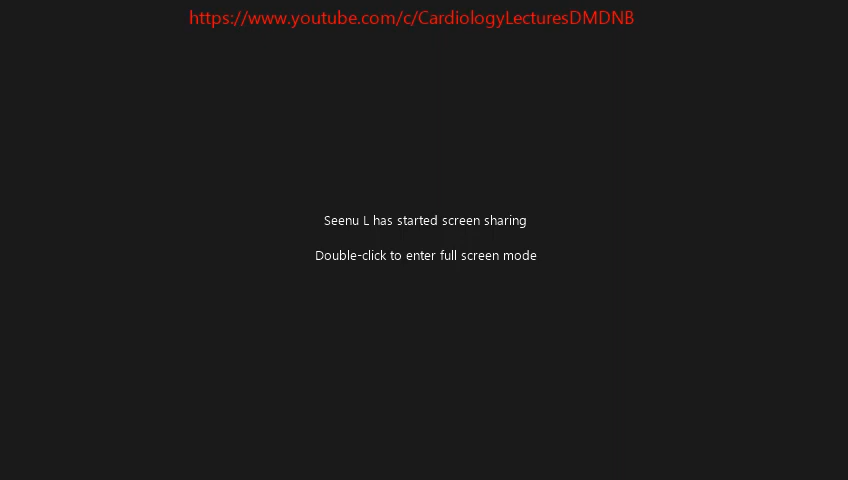 https://www.youtube.com/c/CardiologyLecturesDMDNB
Seenu L has started screen sharing
Double-click to enter full screen mode